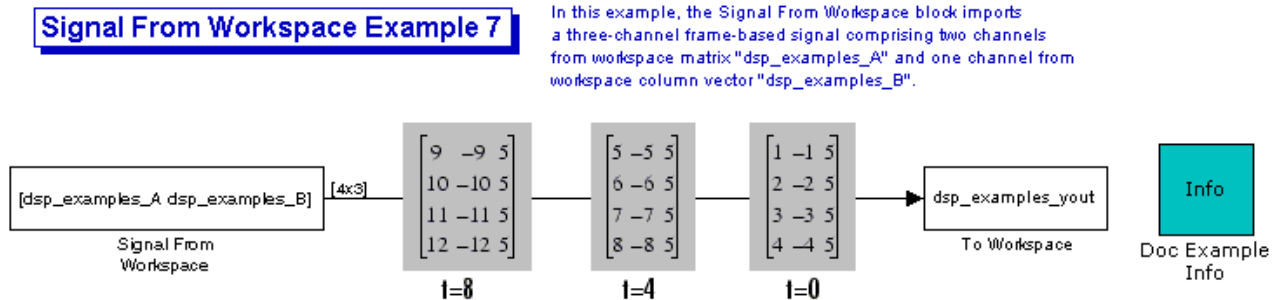 Signal From Workspace Example 7
In this example, the Signal From Workspace block imports
a three-channel frame-based signal comprising two channels
from workspace matrix "dsp_examples_A" and one channel from
workspace column vector "dsp_examples_B".
[dsp_examples_A dsp_examples_B]
Signal From
Workspace
[4x3]
9 –9 5
10 –10 5
11 –11 5
12 –12 5
t=8
5 –5 5
6 –6 5
7 –7 5
8 –8 5
t=4
1 –1 5
2 –2 5
3 –3 5
4 –4 5
t=0
dsp_examples_yout
To Workspace
Info
Doc Example
Info